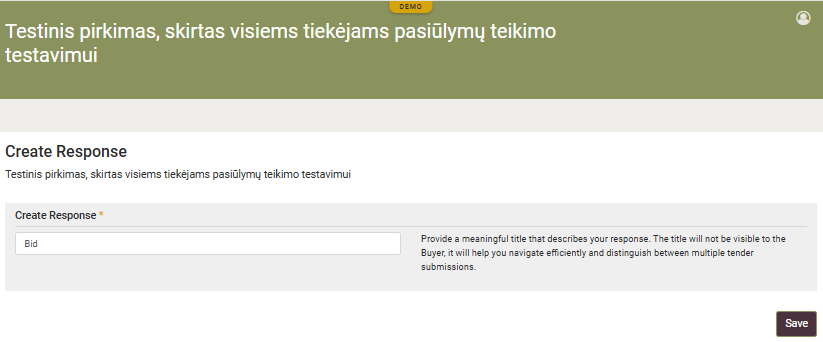 DEMO
Testinis pirkimas, skirtas visiems tiekėjams pasiūlymų teikimo
testavimui
Create Response
Testinis pirkimas, skirtas visiems tiekėjams pasiūlymų teikimo testavimui
Create Response *
Bid
Provide a meaningful title that describes your response. The title will not be visible to the
Buyer, it will help you navigate efficiently and distinguish between multiple tender
submissions.
Save